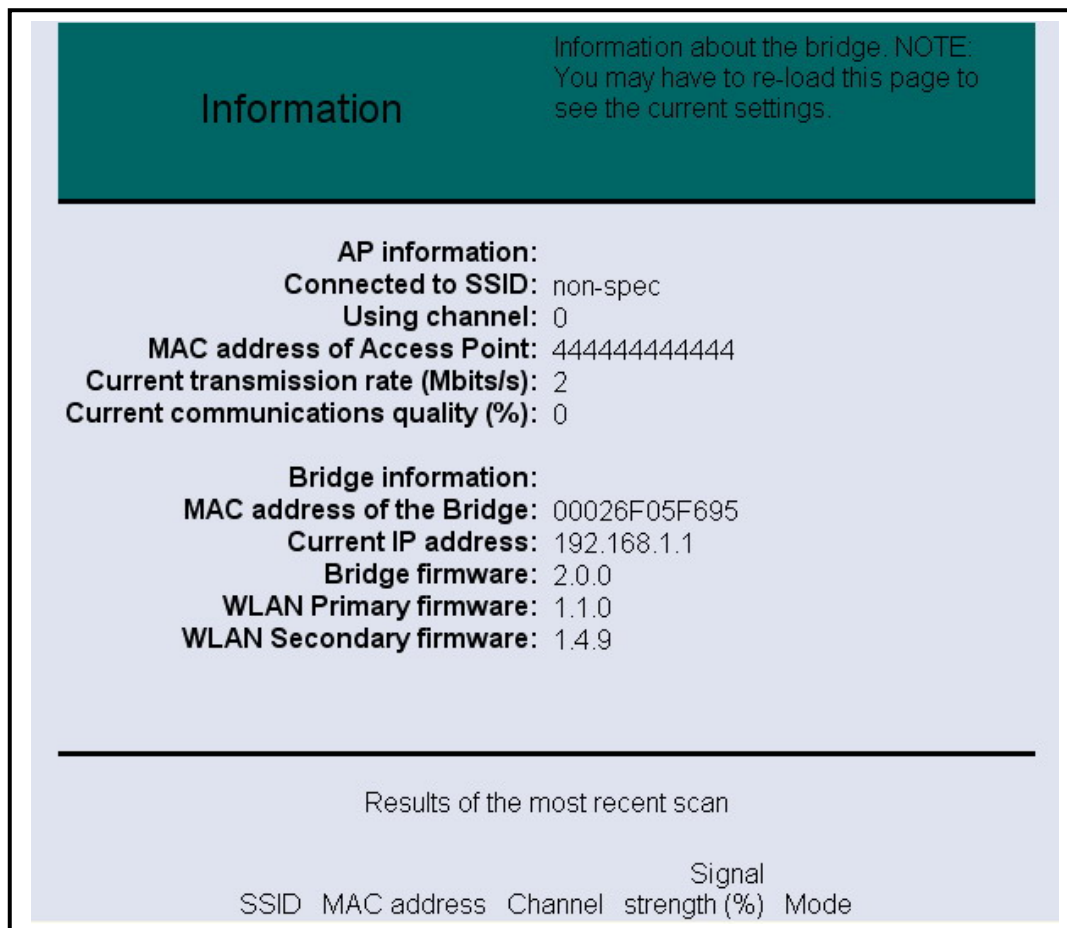 Information
Information about the bridge. NOTE:
You may have to re-load this page to
see the current settings.
AP information:
Connected to SSID: non-spec
Using channel: 0
MAC address of Access Point: 444444444444
Current transmission rate (Mbits/s): 2
Current communications quality (%): 0
Bridge information:
MAC address of the Bridge: 00026F05F695
Current IP address: 192.168.1.1
Bridge firmware: 2.0.0
WLAN Primary firmware: 1.1.0
WLAN Secondary firmware: 1.4.9
Results of the most recent scan
Signal
SSID MAC address Channel strength (%) Mode